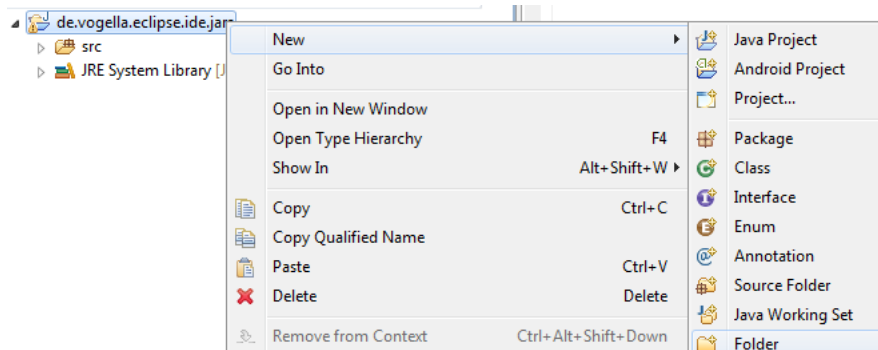 de.vogella.eclipse.ide.jars
src
JRE System Library [J
New
Go Into
Open in New Window
Open Type Hierarchy F4
Show In Alt+Shift+W
Copy Ctrl+C
Copy Qualified Name
Paste Ctrl+V
Delete Delete
Remove from Context Ctrl+Alt+Shift+Down
Java Project
Android Project
Project...
Package
Class
Interface
Enum
Annotation
Source Folder
Java Working Set
Folder